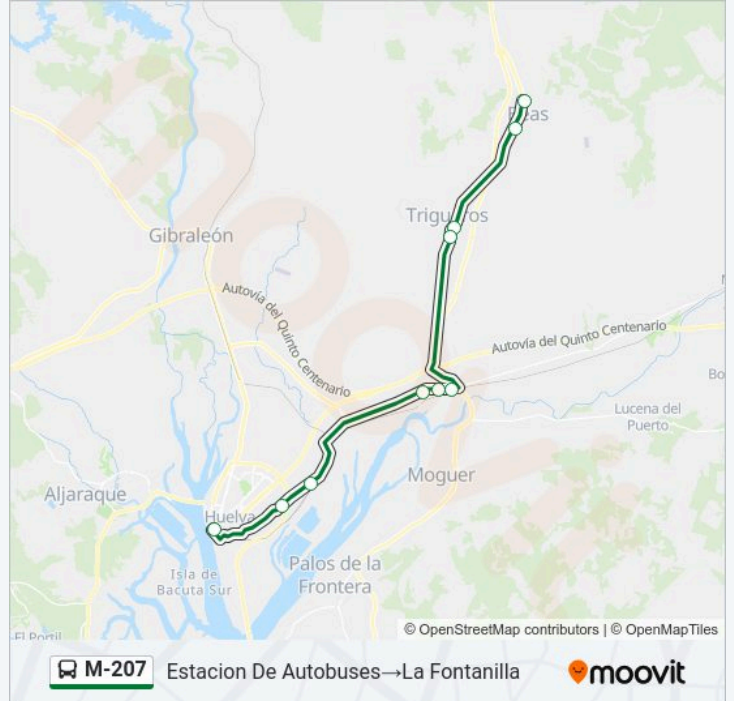 Beas
Trigueros
Gibraleón
Autovía del Quinto Centenario
Autovía del Quinto Centenario
Bo
Lucena del
Puerto
Moguer
Aljaraque
Huelva
Palos de la
Frontera
Isla de
Bacuta Sur
El Portil
© OpenStreetMap contributors | © OpenMapTiles
M-207 Estacion De Autobuses→La Fontanilla moovit